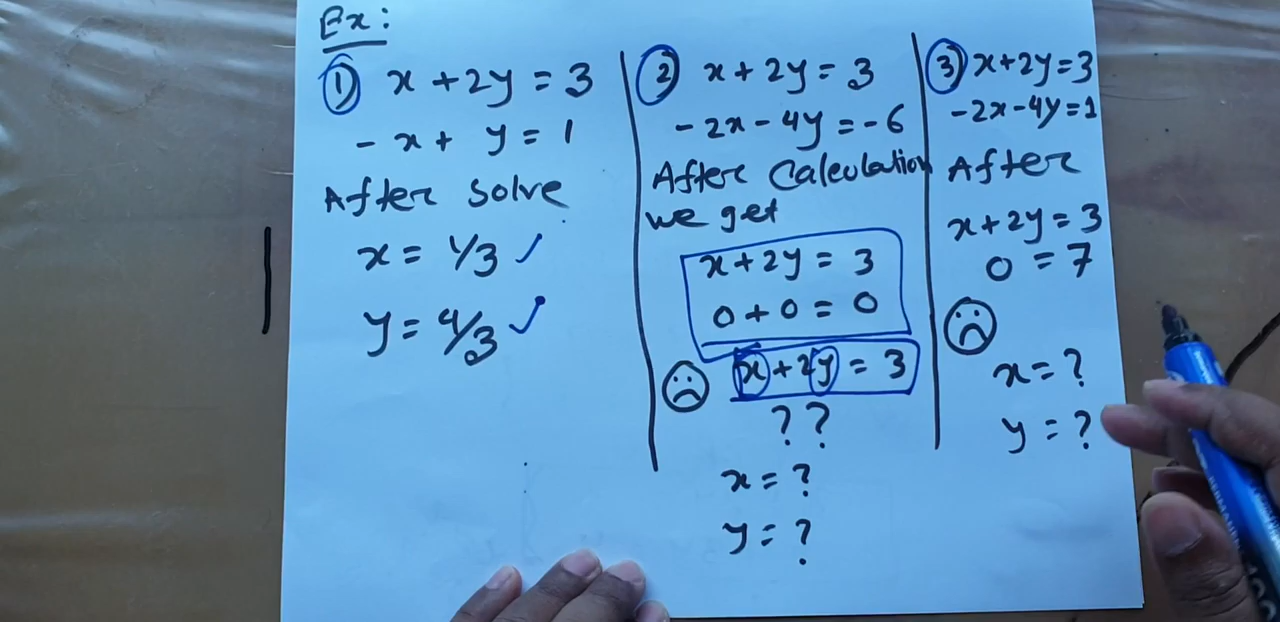 Ex:
① x + 2y = 3
- x + y = 1
After solve
x = 1/3 ✓
y = 4/3 ✓
② x + 2y = 3
- 2x - 4y = - 6
After Calculation
we get
x + 2y = 3
0 + 0 = 0
x + 2y = 3
? ?
x = ?
y = ?
③ x + 2y = 3
- 2x - 4y = 1
After
x + 2y = 3
0 = 7
x = ?
y = ?